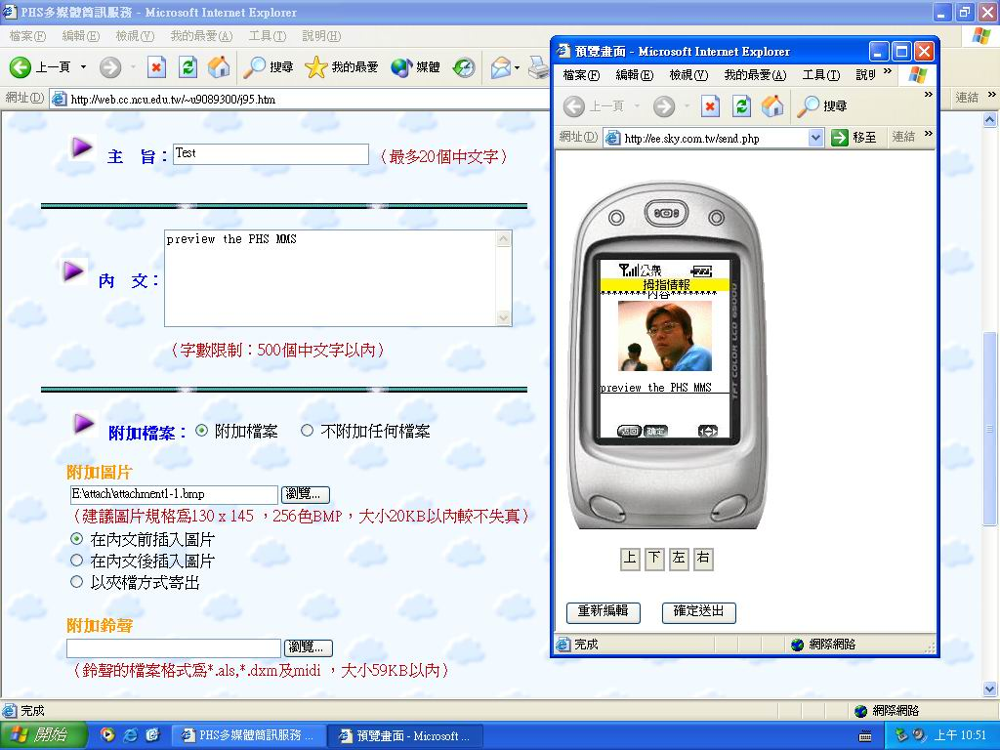 PHS多媒體簡訊服務 - Microsoft Internet Explorer
檔案(F) 編輯(E) 檢視(V) 我的最愛(A) 工具(T) 說明(H)
上一頁 搜尋 我的最愛 媒體
網址(D) http://web.cc.ncu.edu.tw/~u9089300/j95.htm 連結 »
主 旨： Test （最多20個中文字）
內 文： preview the PHS MMS
（字數限制：500個中文字以內）
附加檔案： 附加檔案 不附加任何檔案
附加圖片
E:\attach\attachment1-1.bmp 瀏覽...
（建議圖片規格為130 x 145 ，256色BMP，大小20KB以內較不失真）
在內文前插入圖片
在內文後插入圖片
以夾檔方式寄出
附加鈴聲
瀏覽...
（鈴聲的檔案格式為*.als,*.dxm及midi ，大小59KB以內）
預覽畫面 - Microsoft Internet Explorer
檔案(F) 編輯(E) 檢視(V) 我的最愛(A) 工具(T) 說明 »
上一頁 搜尋 »
網址(D) http://ee.sky.com.tw/send.php 移至 連結 »
公眾
拇指情報
內容
preview the PHS MMS
返回 確定
TFT COLOR LCD 65000
上 下 左 右
重新編輯 確定送出
完成 網際網路
完成 網際網路
開始 PHS多媒體簡訊服務 ... 預覽畫面 - Microsoft ... 上午 10:51